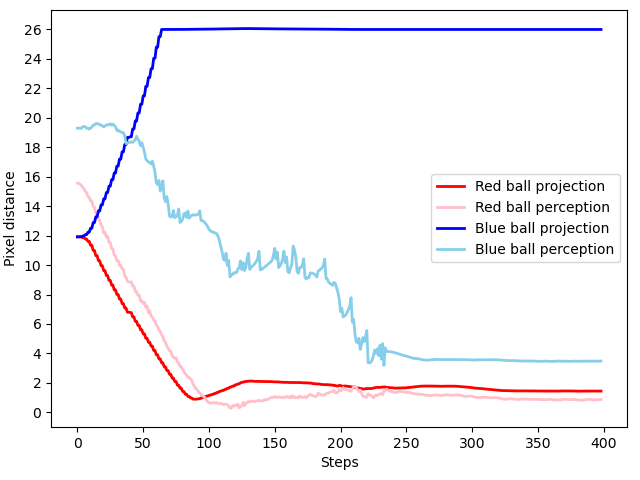 26
24
22
20
18
16
14
12
10
8
6
4
2
0
Pixel distance
Red ball projection
Red ball perception
Blue ball projection
Blue ball perception
0 50 100 150 200 250 300 350 400
Steps